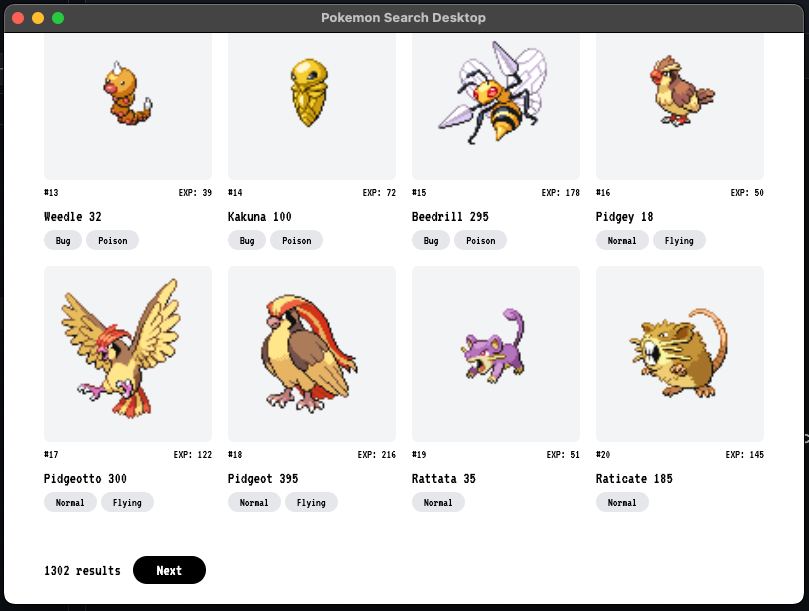 Pokemon Search Desktop
#13 EXP: 39 #14 EXP: 72 #15 EXP: 178 #16 EXP: 50
Weedle 32 Kakuna 100 Beedrill 295 Pidgey 18
Bug Poison Bug Poison Bug Poison Normal Flying
#17 EXP: 122 #18 EXP: 216 #19 EXP: 51 #20 EXP: 145
Pidgeotto 300 Pidgeot 395 Rattata 35 Raticate 185
Normal Flying Normal Flying Normal Normal
1302 results Next